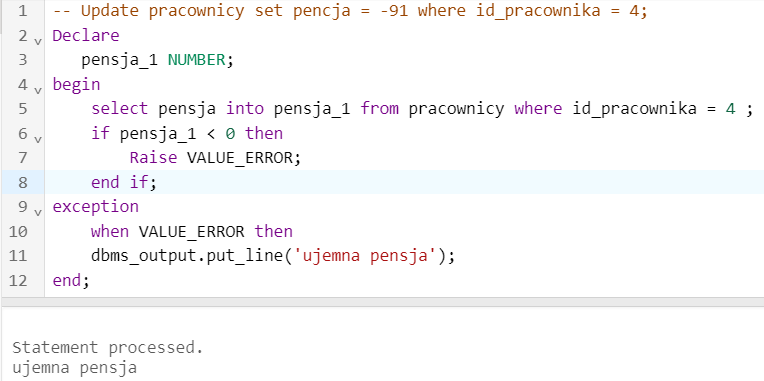 1 -- Update pracownicy set pencja = -91 where id_pracownika = 4;
2 Declare
3 pensja_1 NUMBER;
4 begin
5 select pensja into pensja_1 from pracownicy where id_pracownika = 4 ;
6 if pensja_1 < 0 then
7 Raise VALUE_ERROR;
8 end if;
9 exception
10 when VALUE_ERROR then
11 dbms_output.put_line('ujemna pensja');
12 end;
Statement processed.
ujemna pensja